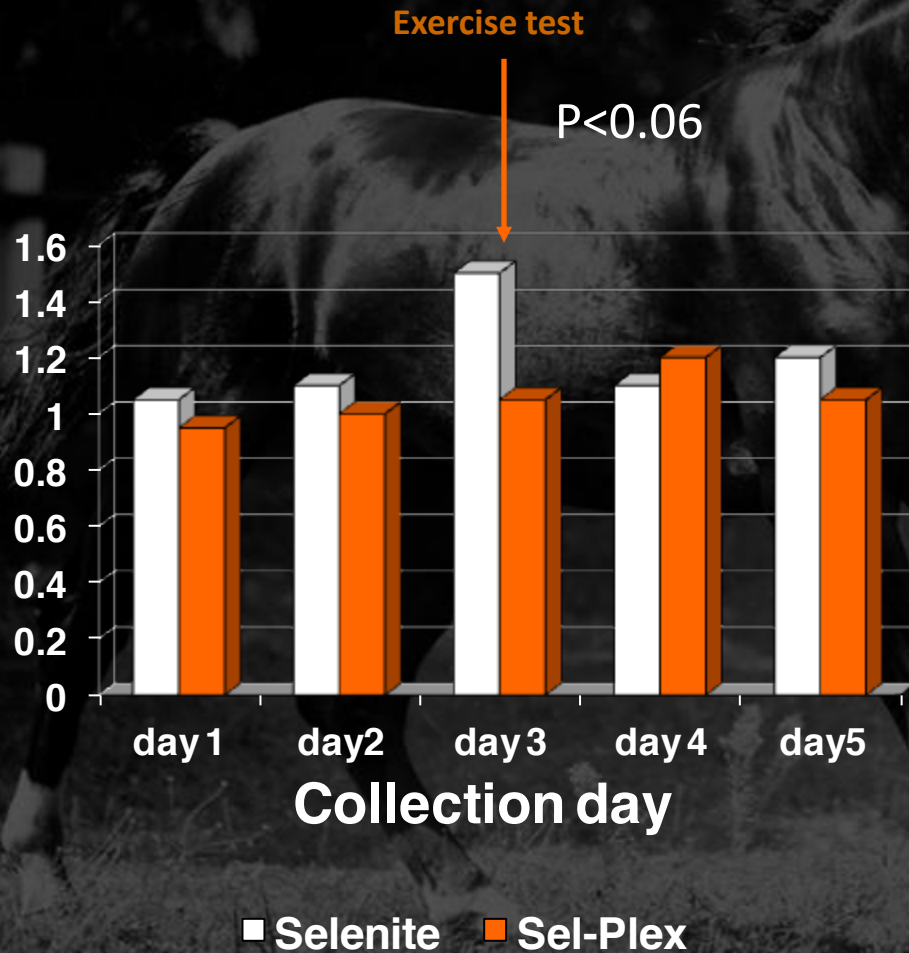 Exercise test
P<0.06
1.6
1.4
1.2
1
0.8
0.6
0.4
0.2
0
day 1 day2 day 3 day 4 day5
Collection day
Selenite Sel-Plex